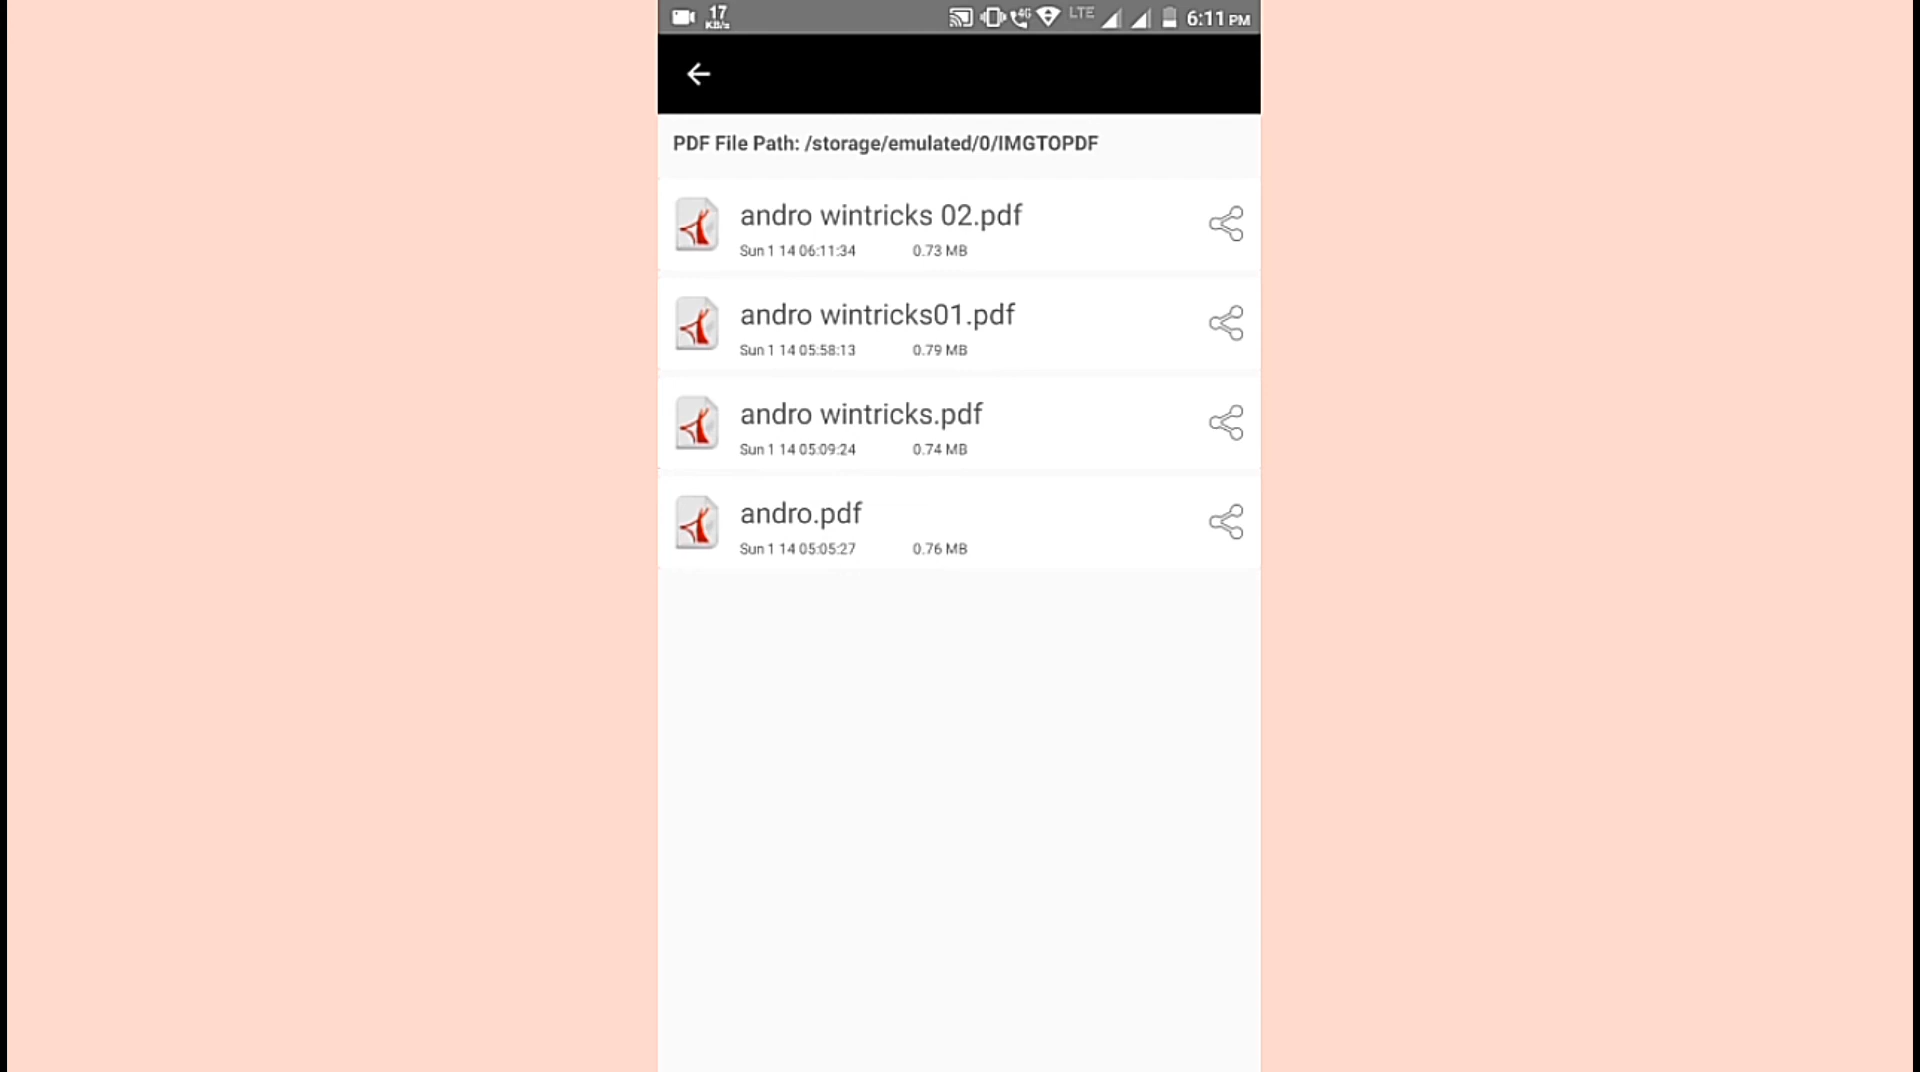 17
KB/s
4G LTE 6:11 PM
PDF File Path: /storage/emulated/0/IMGTOPDF
andro wintricks 02.pdf
Sun 1 14 06:11:34 0.73 MB
andro wintricks01.pdf
Sun 1 14 05:58:13 0.79 MB
andro wintricks.pdf
Sun 1 14 05:09:24 0.74 MB
andro.pdf
Sun 1 14 05:05:27 0.76 MB